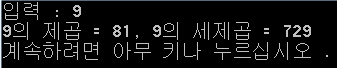 입력 : 9
9의 제곱 = 81, 9의 세제곱 = 729
계속하려면 아무 키나 누르십시오 .